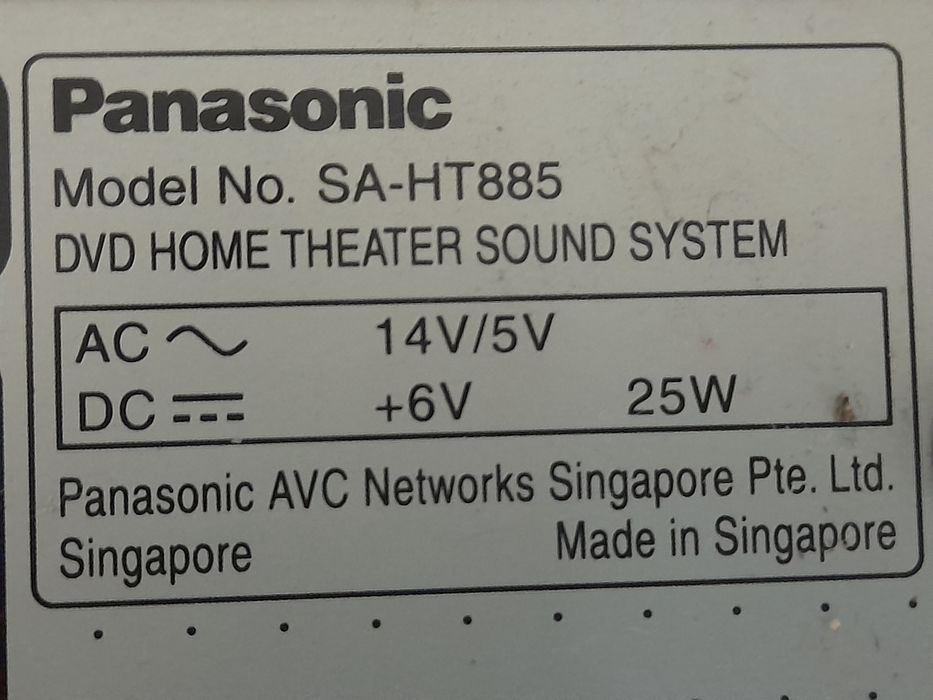 Panasonic
Model No. SA-HT885
DVD HOME THEATER SOUND SYSTEM
AC 14V/5V
DC +6V 25W
Panasonic AVC Networks Singapore Pte. Ltd.
Singapore Made in Singapore